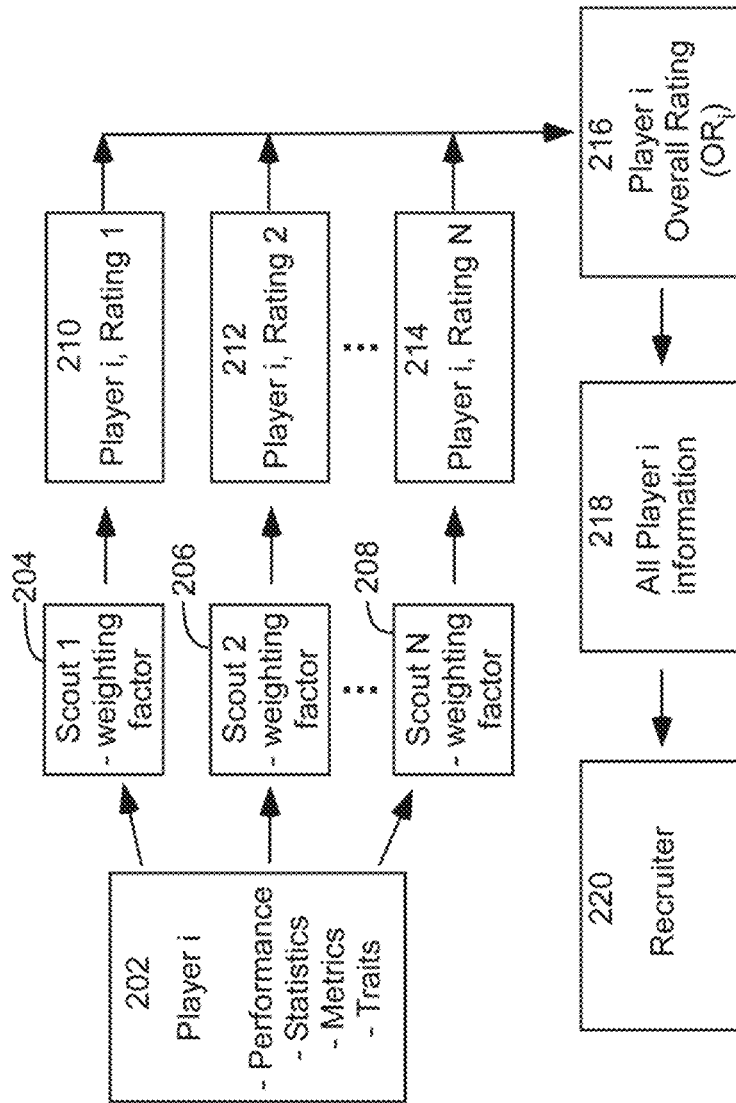 202
Player i
- Performance
- Statistics
- Metrics
- Traits
204
Scout 1
- weighting
factor
206
Scout 2
- weighting
factor
...
208
Scout N
- weighting
factor
210
Player i, Rating 1
212
Player i, Rating 2
...
214
Player i, Rating N
216
Player i
Overall Rating
(ORi)
218
All Player i
information
220
Recruiter